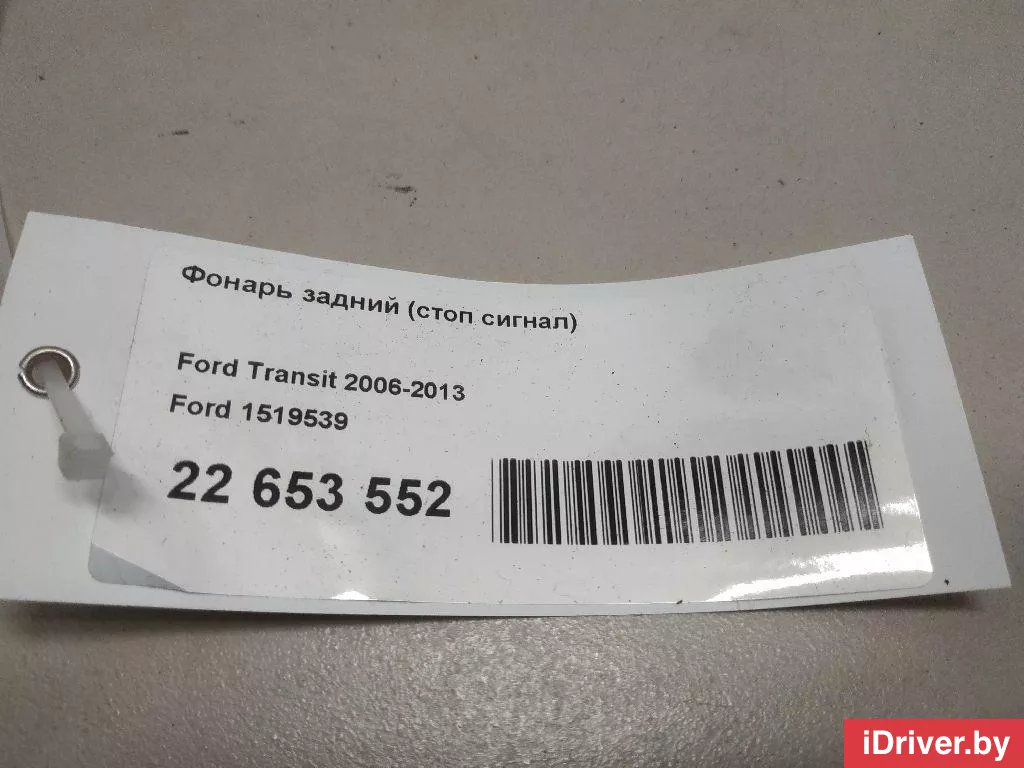 Фонарь задний (стоп сигнал)
Ford Transit 2006-2013
Ford 1519539
22 653 552
iDriver.by